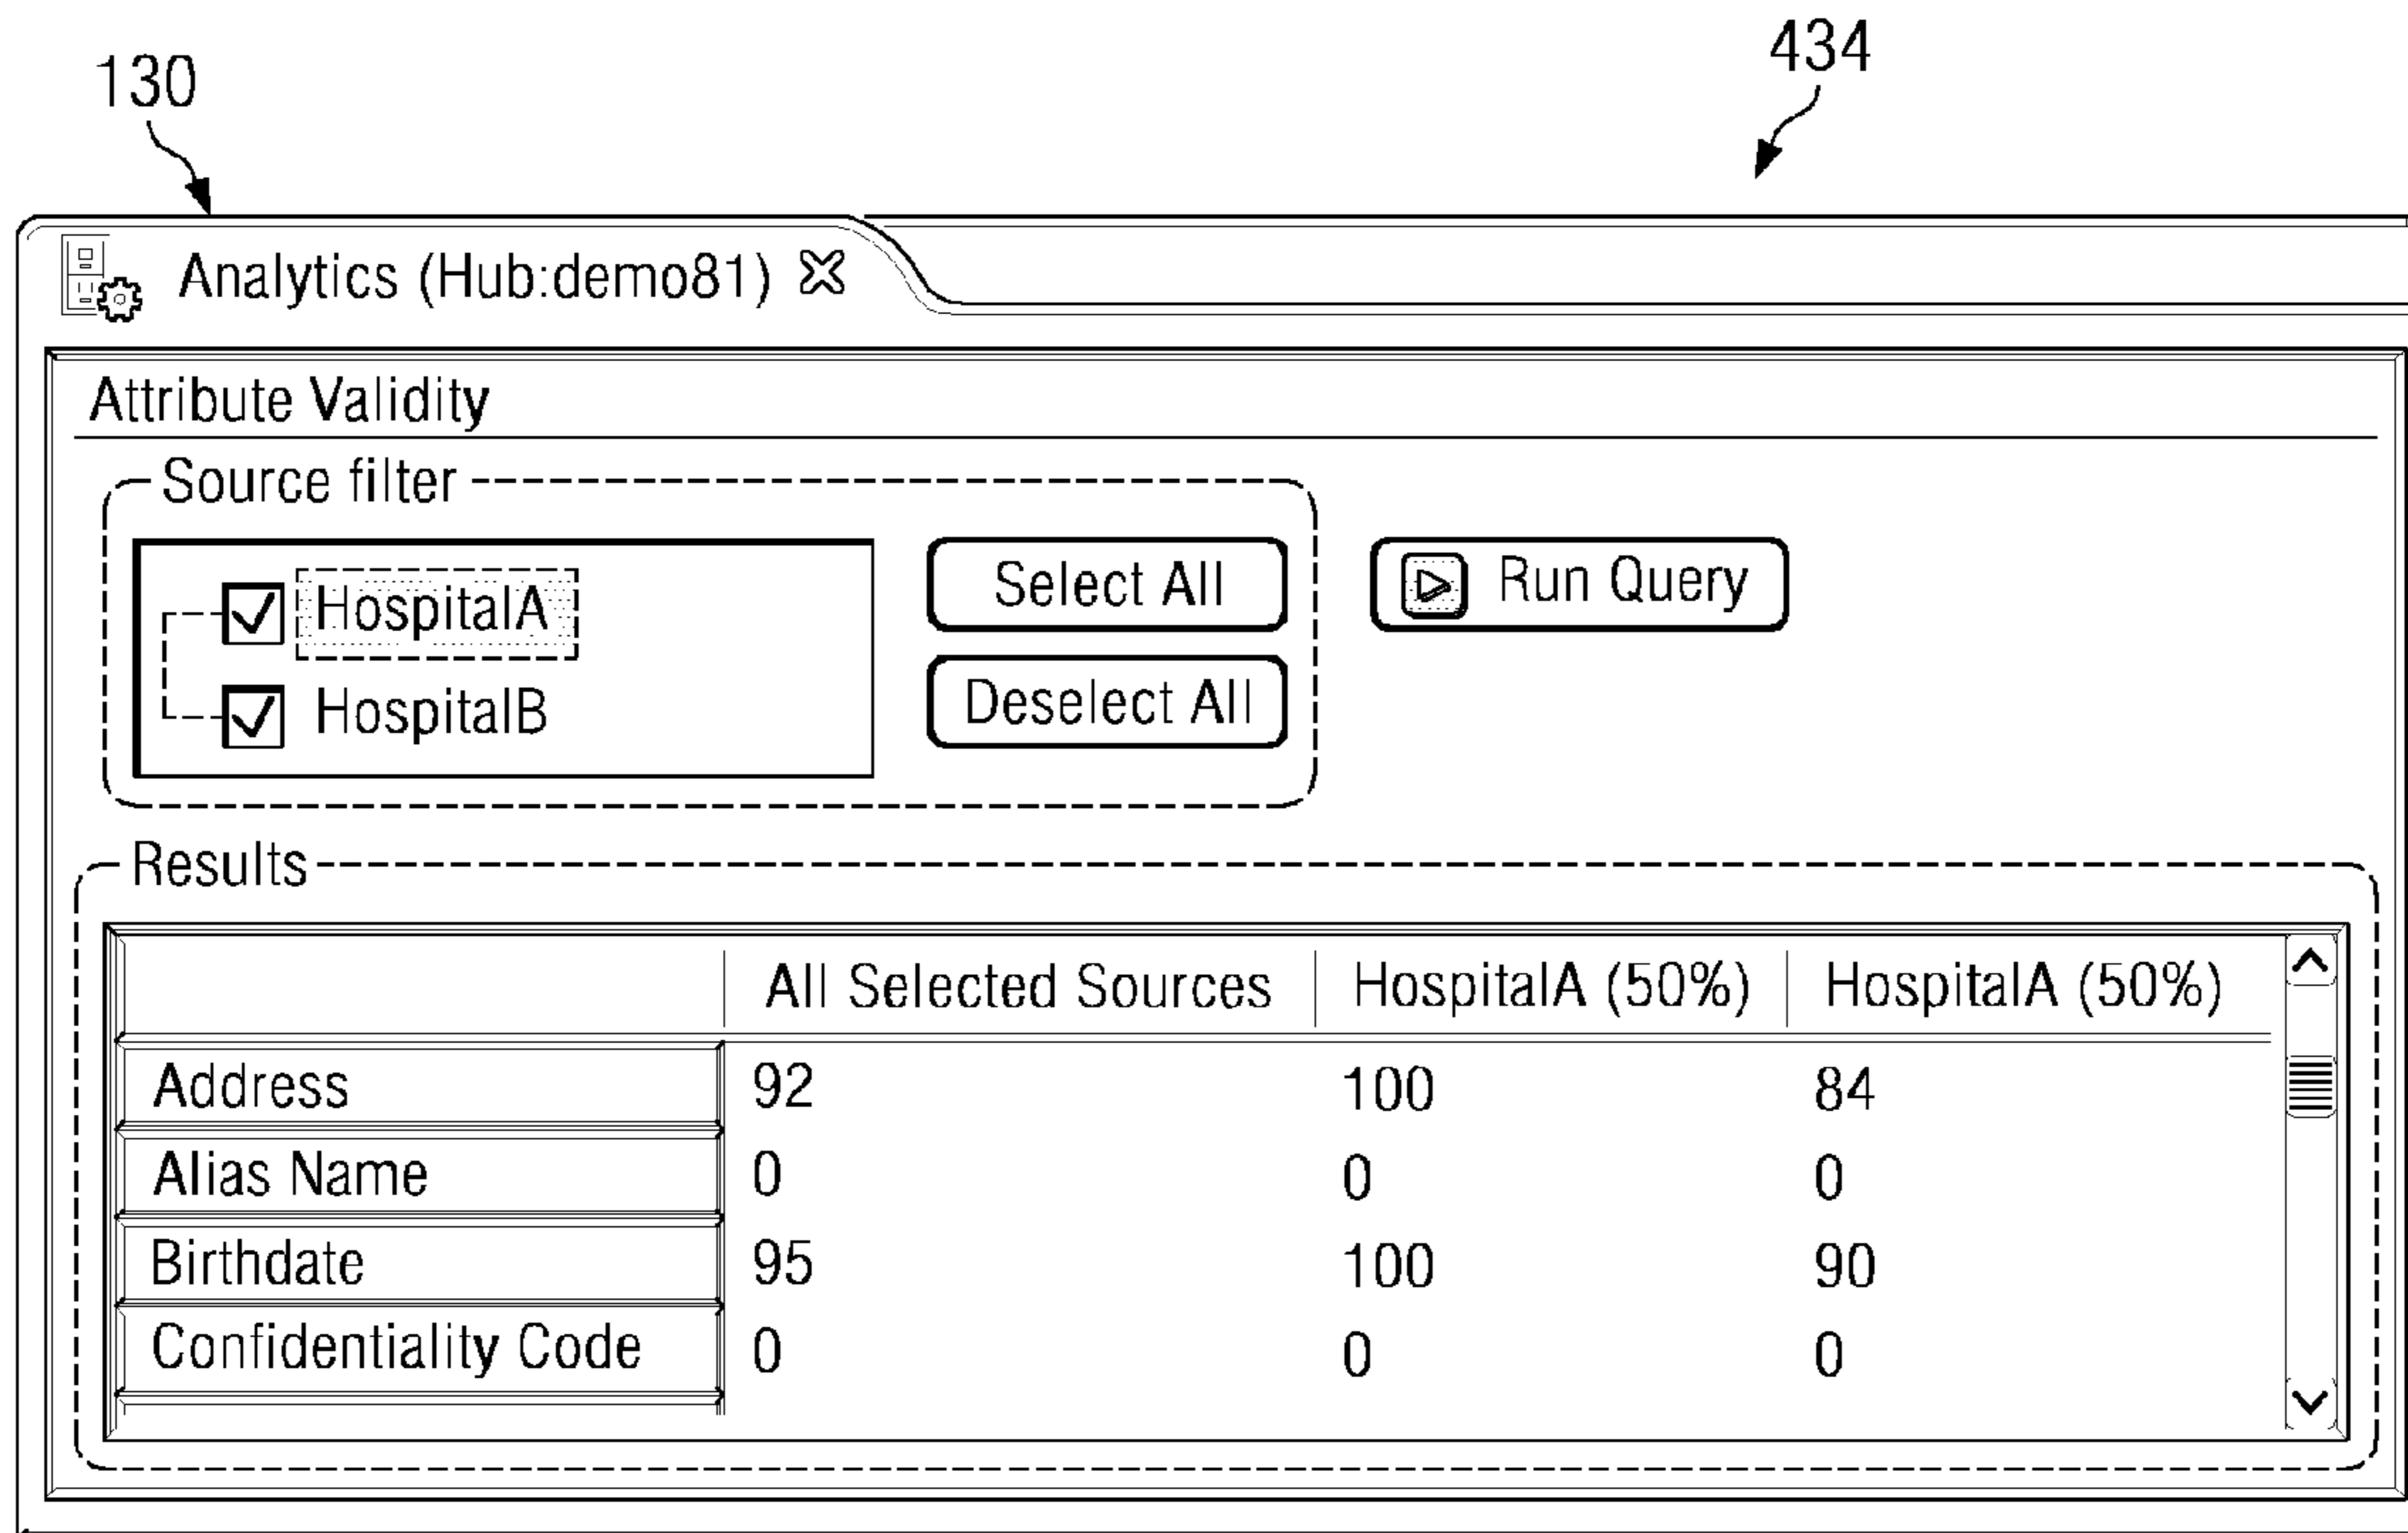 130
434
Analytics (Hub:demo81)
Attribute Validity
Source filter
HospitalA
HospitalB
Select All
Deselect All
Run Query
Results
All Selected Sources HospitalA (50%) HospitalA (50%)
Address 92 100 84
Alias Name 0 0 0
Birthdate 95 100 90
Confidentiality Code 0 0 0